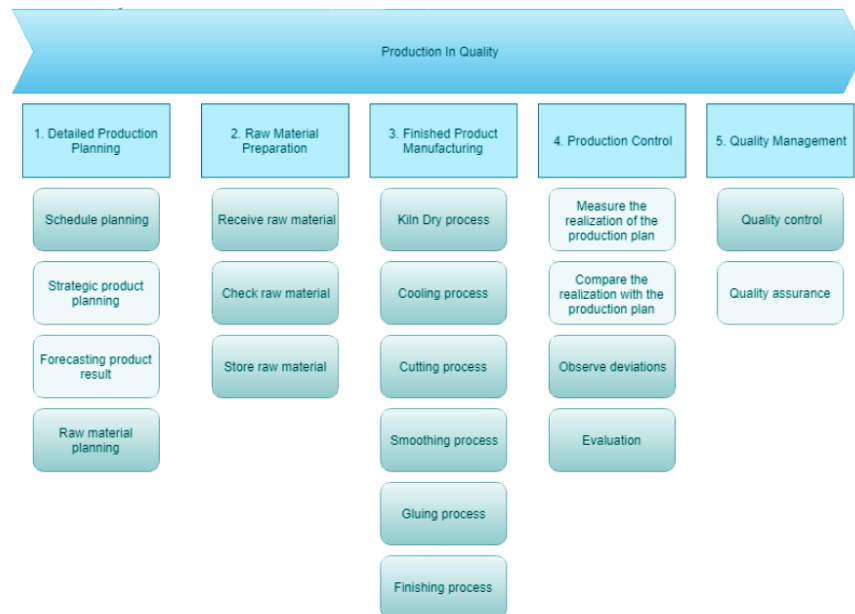 Production In Quality
1. Detailed Production
Planning
2. Raw Material
Preparation
3. Finished Product
Manufacturing
4. Production Control
5. Quality Management
Schedule planning
Strategic product
planning
Forecasting product
result
Raw material
planning
Receive raw material
Check raw material
Store raw material
Kiln Dry process
Cooling process
Cutting process
Smoothing process
Gluing process
Finishing process
Measure the
realization of the
production plan
Compare the
realization with the
production plan
Observe deviations
Evaluation
Quality control
Quality assurance